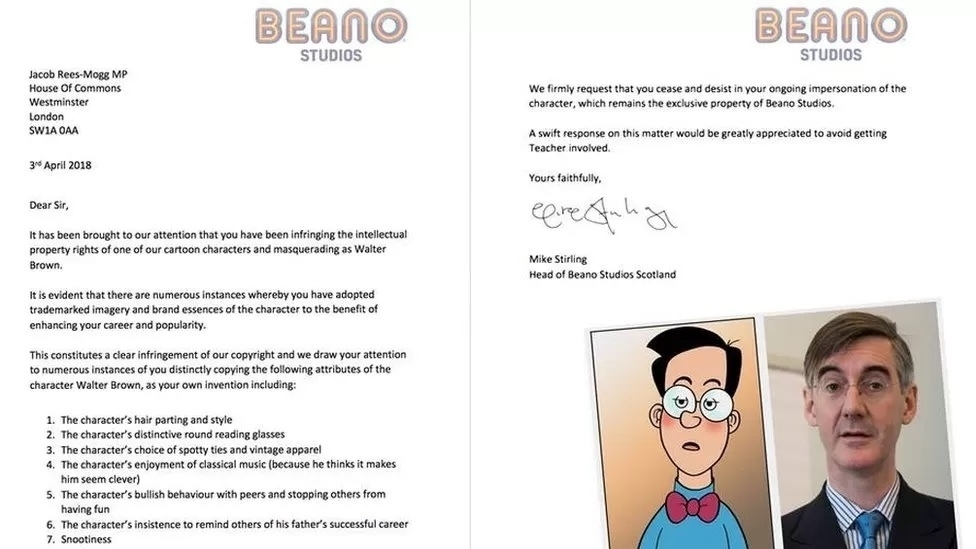 BEANO
STUDIOS
Jacob Rees-Mogg MP
House Of Commons
Westminster
London
SW1A 0AA
3rd April 2018
Dear Sir,
It has been brought to our attention that you have been infringing the intellectual
property rights of one of our cartoon characters and masquerading as Walter
Brown.
It is evident that there are numerous instances whereby you have adopted
trademarked imagery and brand essences of the character to the benefit of
enhancing your career and popularity.
This constitutes a clear infringement of our copyright and we draw your attention
to numerous instances of you distinctly copying the following attributes of the
character Walter Brown, as your own invention including:
1. The character's hair parting and style
2. The character's distinctive round reading glasses
3. The character's choice of spotty ties and vintage apparel
4. The character's enjoyment of classical music (because he thinks it makes
him seem clever)
5. The character's bullish behaviour with peers and stopping others from
having fun
6. The character's insistence to remind others of his father's successful career
7. Snootiness
BEANO
STUDIOS
We firmly request that you cease and desist in your ongoing impersonation of the
character, which remains the exclusive property of Beano Studios.
A swift response on this matter would be greatly appreciated to avoid getting
Teacher involved.
Yours faithfully,
Mike Stirling
Head of Beano Studios Scotland